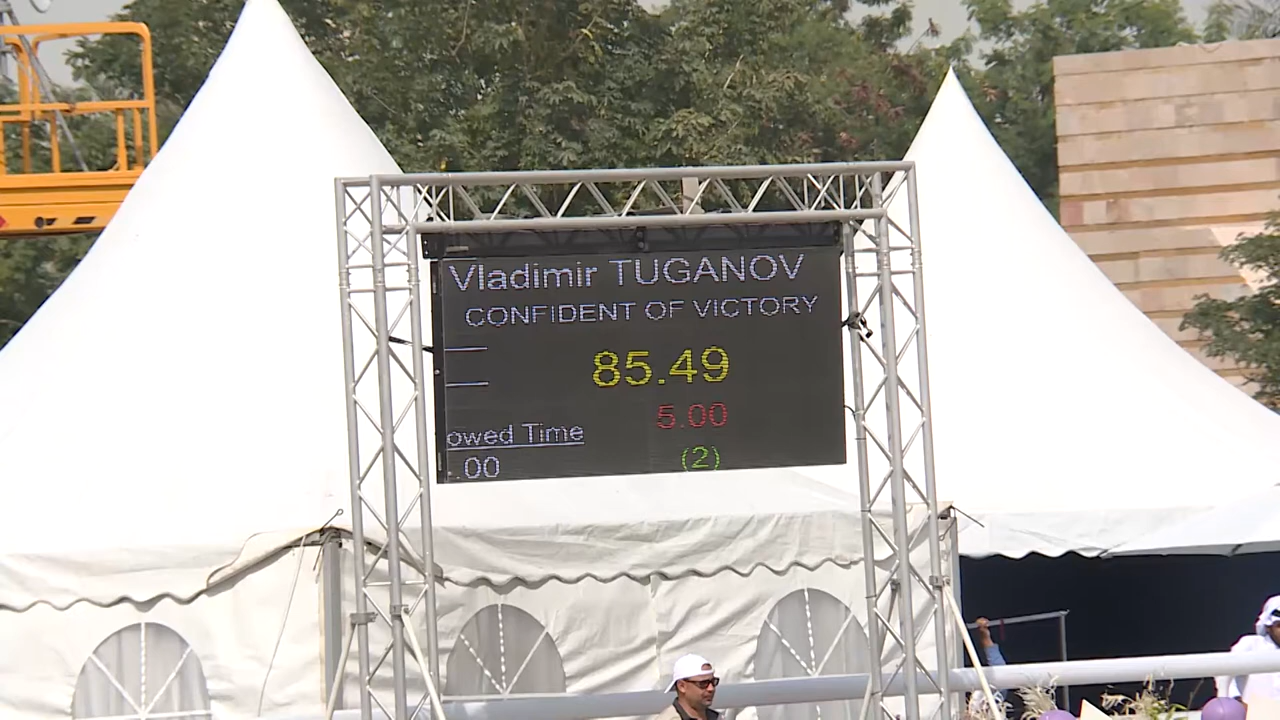 Vladimir TUGANOV
CONFIDENT OF VICTORY
85.49
5.00
owed Time
.00
(2)